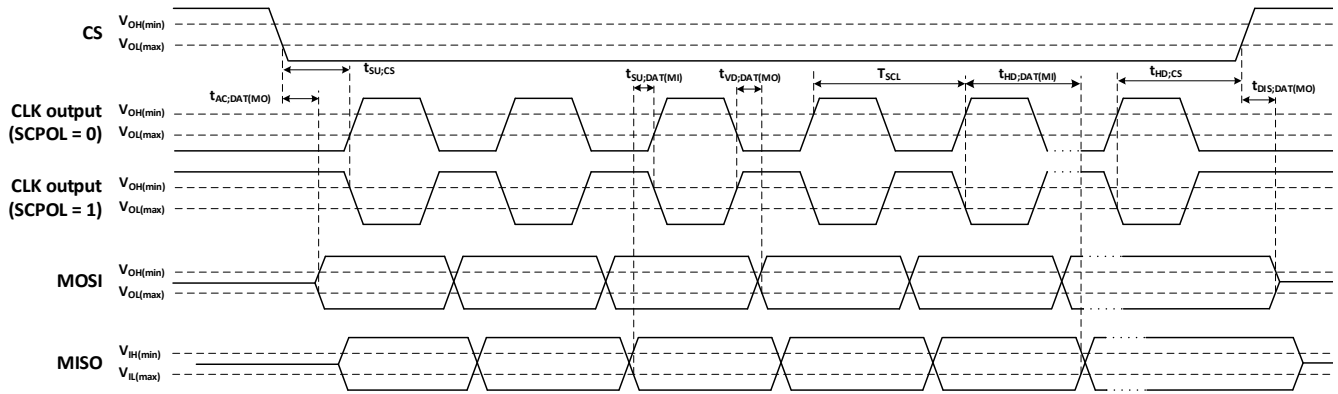 CS
VOH(min)
VOL(max)
tSU;CS
tAC;DAT(MO)
tSU;DAT(MI)
tVD;DAT(MO)
TSCL
tHD;DAT(MI)
tHD;CS
tDIS;DAT(MO)
CLK output
(SCPOL = 0)
VOH(min)
VOL(max)
CLK output
(SCPOL = 1)
VOH(min)
VOL(max)
MOSI
VOH(min)
VOL(max)
MISO
VIH(min)
VIL(max)